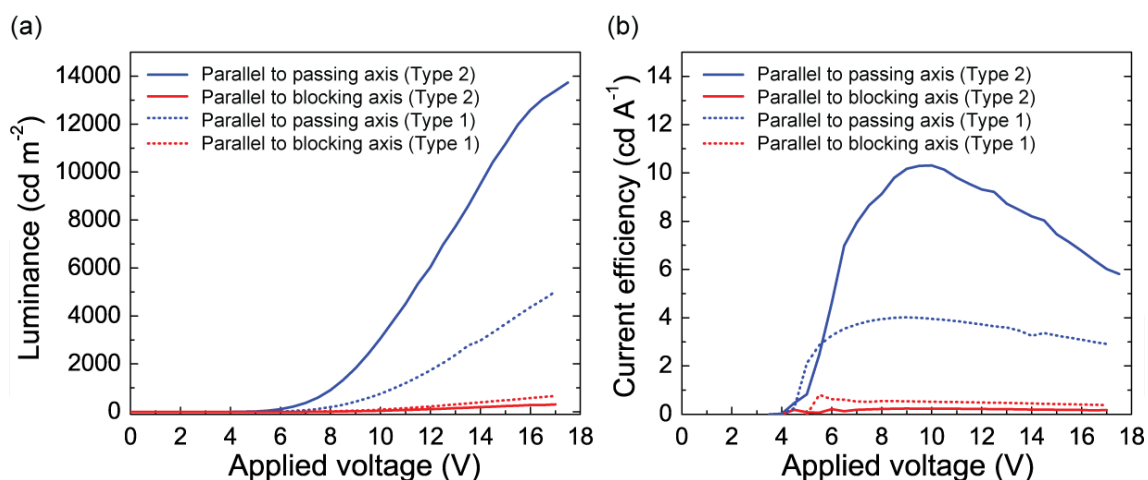 (a)
14000
12000
10000
8000
6000
4000
2000
0
Luminance (cd m⁻²)
Parallel to passing axis (Type 2)
Parallel to blocking axis (Type 2)
Parallel to passing axis (Type 1)
Parallel to blocking axis (Type 1)
0 2 4 6 8 10 12 14 16 18
Applied voltage (V)
(b)
14
12
10
8
6
4
2
0
Current efficiency (cd A⁻¹)
Parallel to passing axis (Type 2)
Parallel to blocking axis (Type 2)
Parallel to passing axis (Type 1)
Parallel to blocking axis (Type 1)
0 2 4 6 8 10 12 14 16 18
Applied voltage (V)